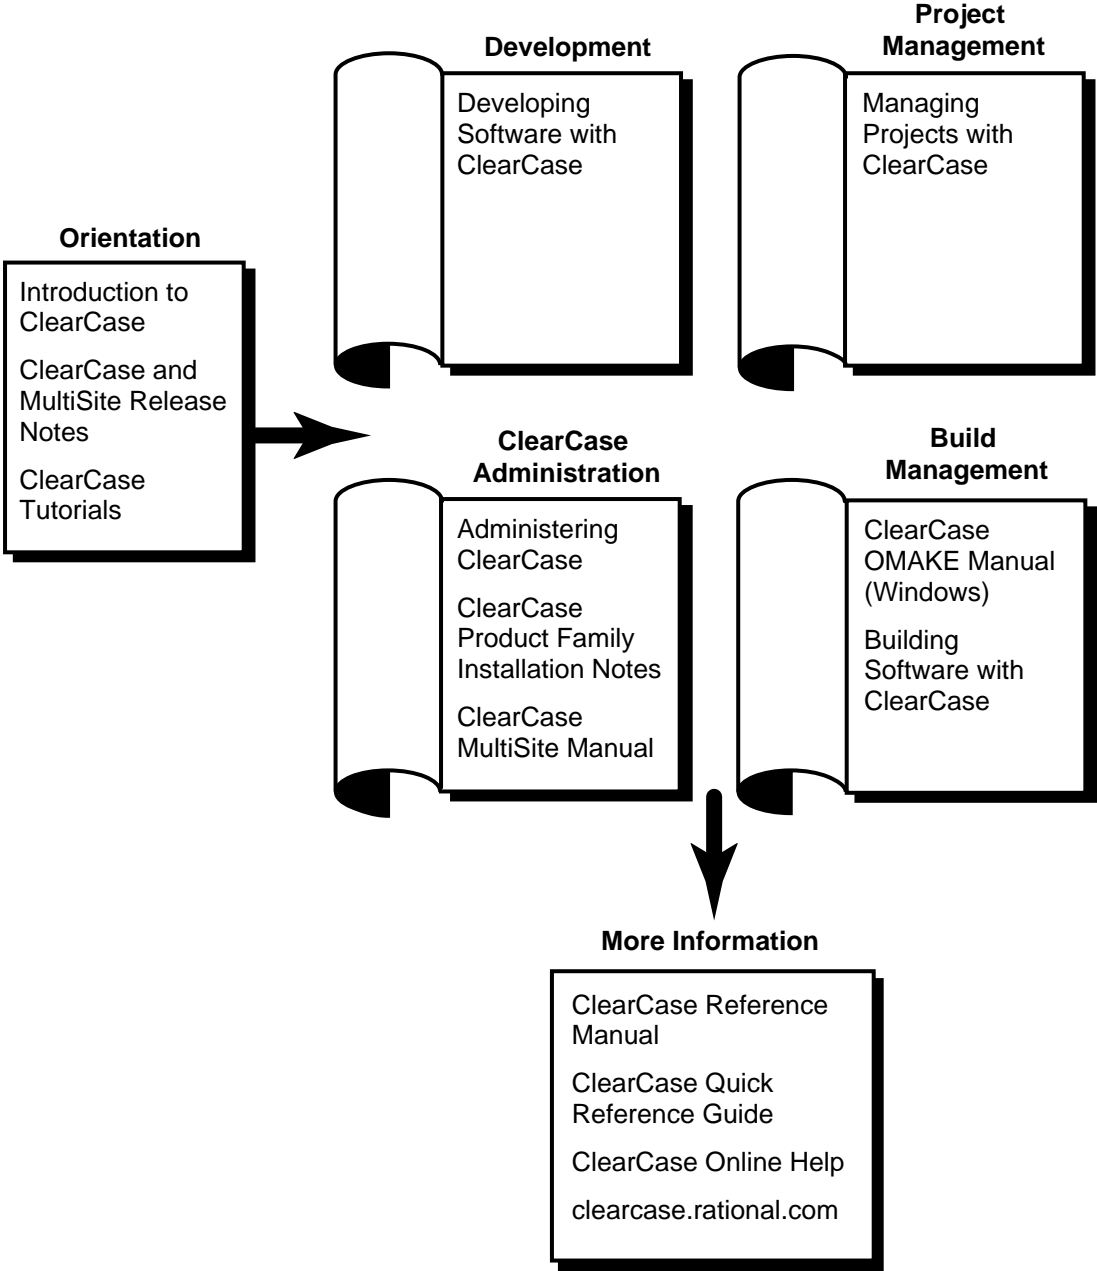 Orientation
Introduction to
ClearCase
ClearCase and
MultiSite Release
Notes
ClearCase
Tutorials
Development
Developing
Software with
ClearCase
Project
Management
Managing
Projects with
ClearCase
ClearCase
Administration
Administering
ClearCase
ClearCase
Product Family
Installation Notes
ClearCase
MultiSite Manual
Build
Management
ClearCase
OMAKE Manual
(Windows)
Building
Software with
ClearCase
More Information
ClearCase Reference
Manual
ClearCase Quick
Reference Guide
ClearCase Online Help
clearcase.rational.com